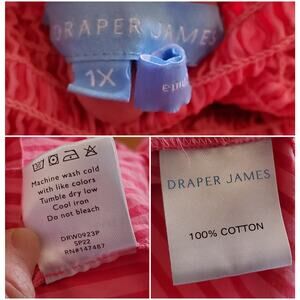 DRAPER JAMES
1X
Machine wash cold
with like colors
Tumble dry low
Cool iron
Do not bleach
DRW0923P
SP22
RN#147487
DRAPER JAMES
100% COTTON